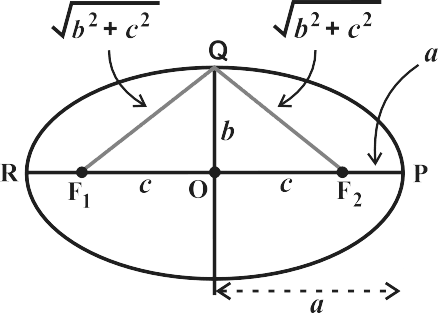 √b² + c² √b² + c²
Q
a
b
R F₁ c O c F₂ P
a